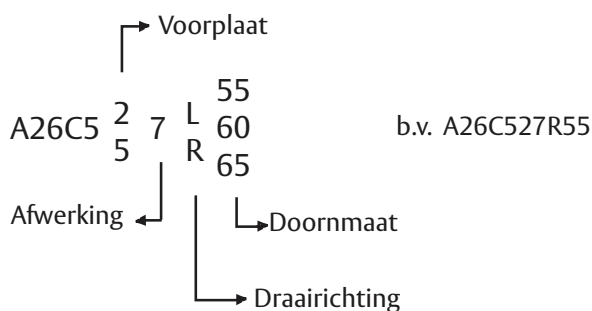 Voorplaat
A26C5 2 5 7 L R 55 60 65
b.v. A26C527R55
Afwerking
Doornmaat
Draairichting